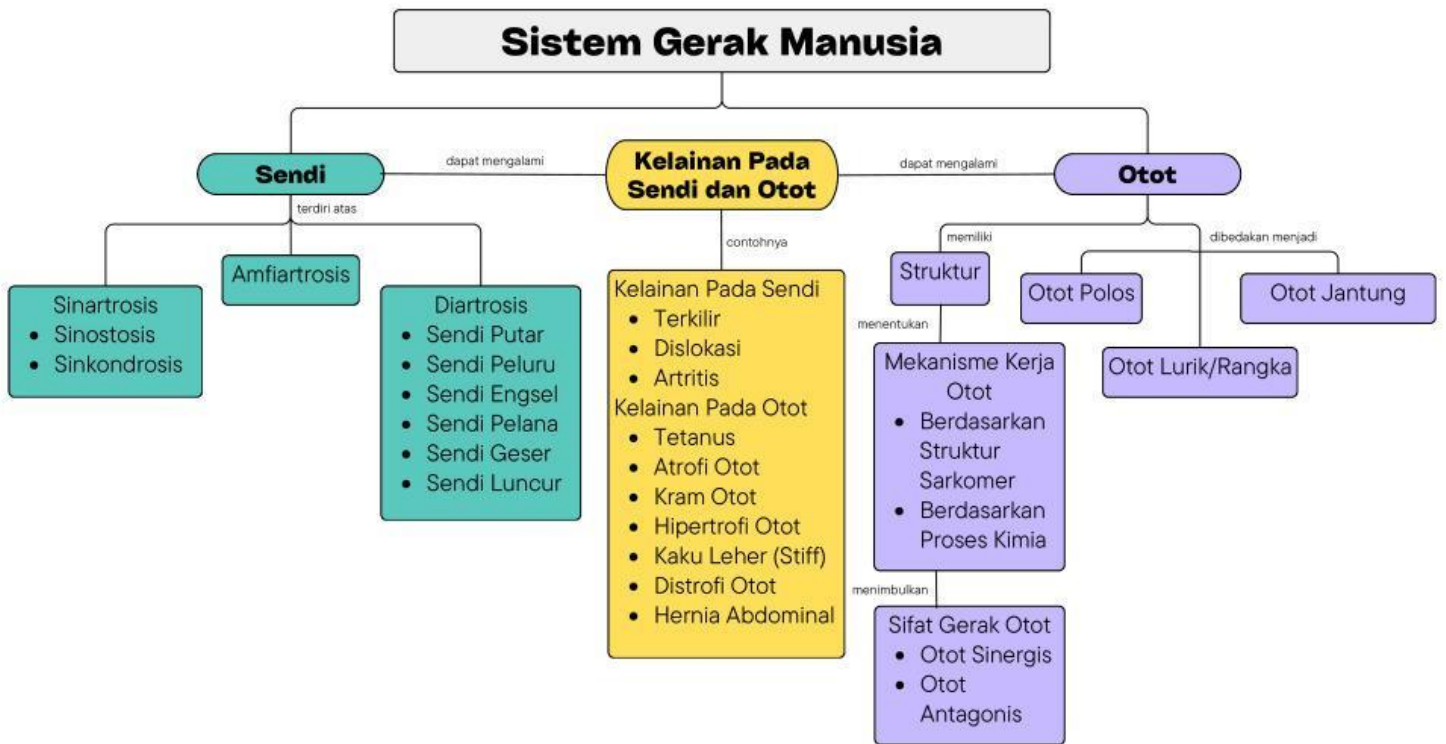 Sistem Gerak Manusia
Sendi
dapat mengalami
Kelainan Pada
Sendi dan Otot
dapat mengalami
Otot
terdiri atas
Sinartrosis
• Sinostosis
• Sinkondrosis
Amfiartrosis
Diartrosis
• Sendi Putar
• Sendi Peluru
• Sendi Engsel
• Sendi Pelana
• Sendi Geser
• Sendi Luncur
contohnya
Kelainan Pada Sendi
• Terkilir
• Dislokasi
• Artritis
Kelainan Pada Otot
• Tetanus
• Atrofi Otot
• Kram Otot
• Hipertrofi Otot
• Kaku Leher (Stiff)
• Distrofi Otot
• Hernia Abdominal
memiliki
Struktur
menentukan
Mekanisme Kerja
Otot
• Berdasarkan
Struktur
Sarkomer
• Berdasarkan
Proses Kimia
menimbulkan
Sifat Gerak Otot
• Otot Sinergis
• Otot
Antagonis
dibedakan menjadi
Otot Polos
Otot Lurik/Rangka
Otot Jantung